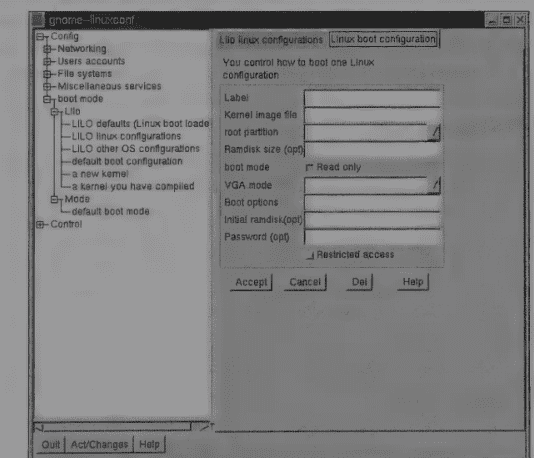 gnome-linuxconf
Config
Networking
Users accounts
File systems
Miscellaneous services
boot mode
Lilo
LILO defaults (Linux boot loade
LILO linux configurations
LILO other OS configurations
default boot configuration
a new kernel
a kernel you have compiled
Mode
default boot mode
Control
Quit Act/Changes Help
Lilo linux configurations Linux boot configuration
You control how to boot one Linux
configuration
Label
Kernel image file
root partition
Ramdisk size (opt)
boot mode Read only
VGA mode
Boot options
Initial ramdisk(opt)
Password (opt)
Restricted access
Accept Cancel Del Help